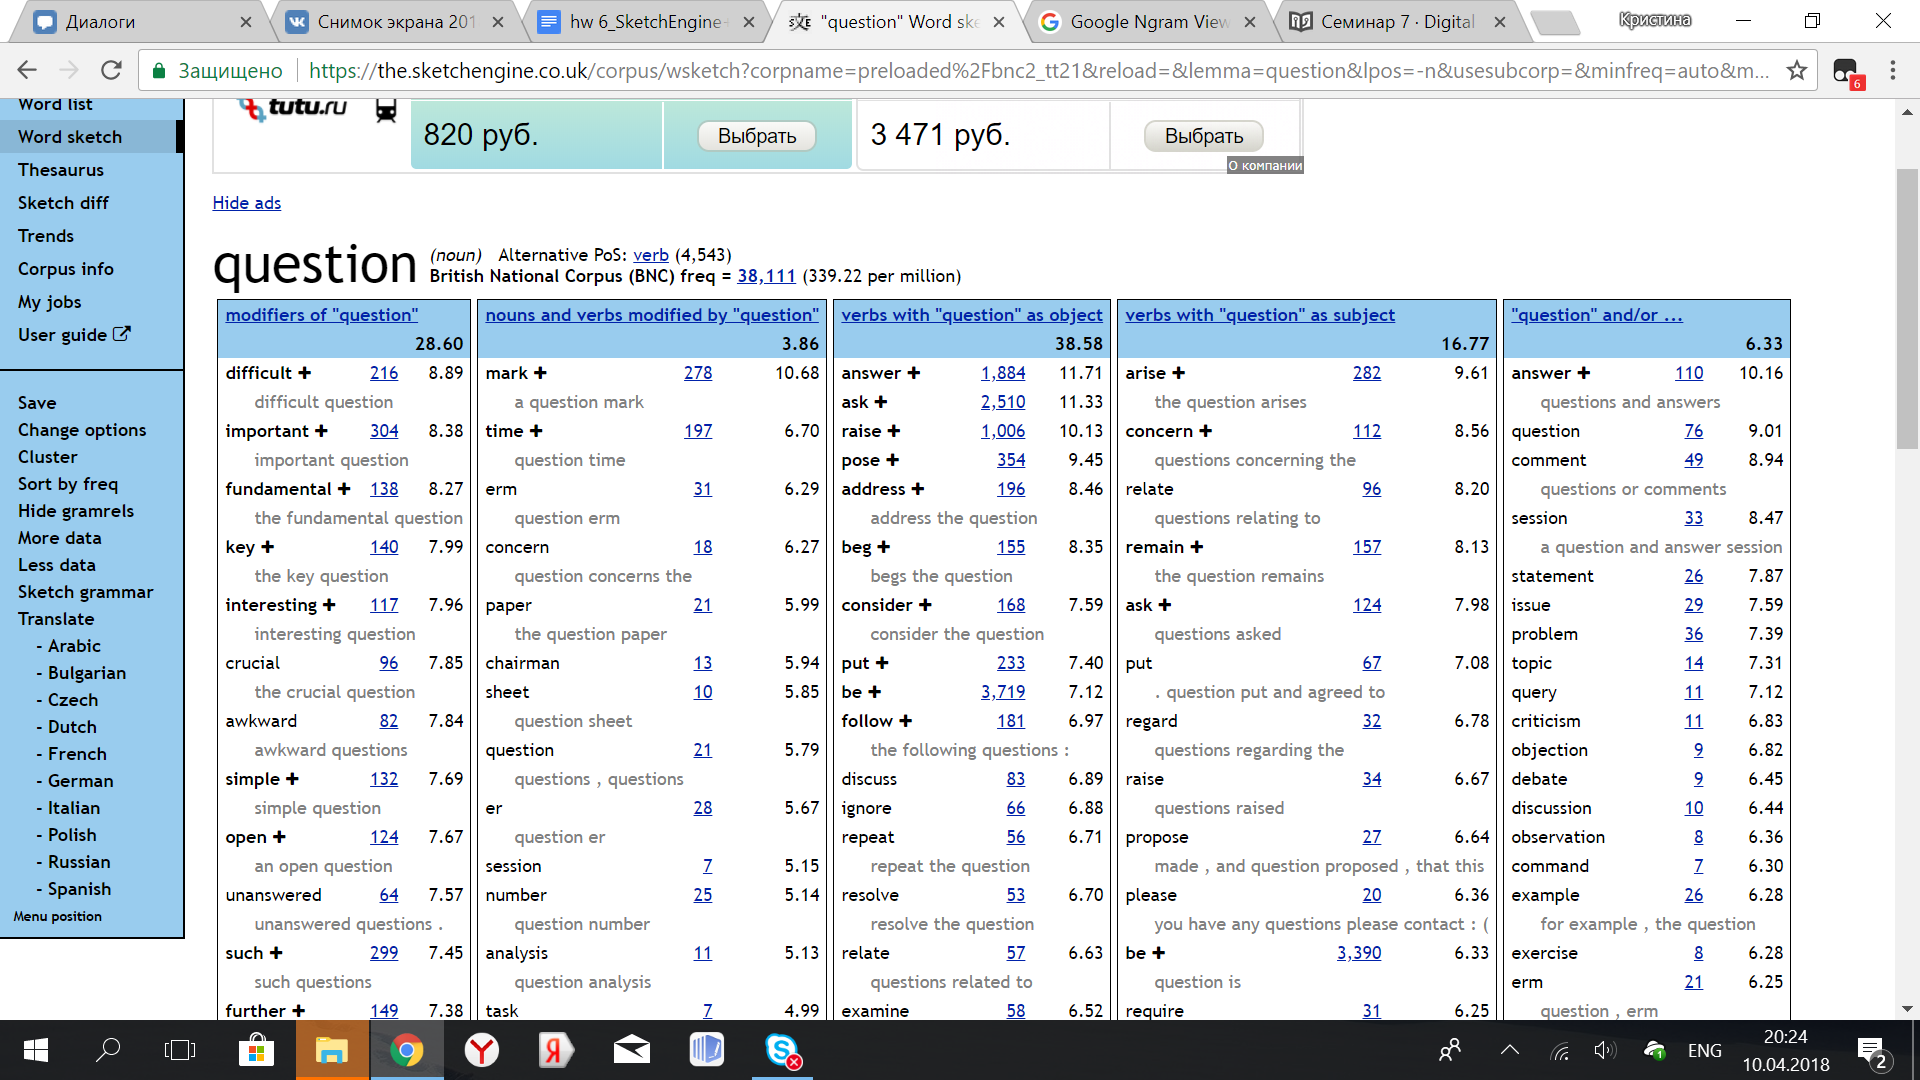 Диалоги
Снимок экрана 201
hw 6_SketchEngine
"question" Word ske
Google Ngram View
Семинар 7 · Digital
Кристина
Защищено
https://the.sketchengine.co.uk/corpus/wsketch?corpname=preloaded%2Fbnc2_tt21&reload=&lemma=question&lpos=-n&usesubcorp=&minfreq=auto&m...
6
Word list
Word sketch
Thesaurus
Sketch diff
Trends
Corpus info
My jobs
User guide
Save
Change options
Cluster
Sort by freq
Hide gramrels
More data
Less data
Sketch grammar
Translate
- Arabic
- Bulgarian
- Czech
- Dutch
- French
- German
- Italian
- Polish
- Russian
- Spanish
Menu position
tutu.ru
820 руб.
Выбрать
3 471 руб.
Выбрать
О компании
Hide ads
question (noun) Alternative PoS: verb (4,543)
British National Corpus (BNC) freq = 38,111 (339.22 per million)
modifiers of "question"
28.60
difficult + 216 8.89
difficult question
important + 304 8.38
important question
fundamental + 138 8.27
the fundamental question
key + 140 7.99
the key question
interesting + 117 7.96
interesting question
crucial 96 7.85
the crucial question
awkward 82 7.84
awkward questions
simple + 132 7.69
simple question
open + 124 7.67
an open question
unanswered 64 7.57
unanswered questions .
such + 299 7.45
such questions
further + 149 7.38
nouns and verbs modified by "question"
3.86
mark + 278 10.68
a question mark
time + 197 6.70
question time
erm 31 6.29
question erm
concern 18 6.27
question concerns the
paper 21 5.99
the question paper
chairman 13 5.94
sheet 10 5.85
question sheet
question 21 5.79
questions , questions
er 28 5.67
question er
session 7 5.15
number 25 5.14
question number
analysis 11 5.13
question analysis
task 7 4.99
verbs with "question" as object
38.58
answer + 1,884 11.71
ask + 2,510 11.33
raise + 1,006 10.13
pose + 354 9.45
address + 196 8.46
address the question
beg + 155 8.35
begs the question
consider + 168 7.59
consider the question
put + 233 7.40
be + 3,719 7.12
follow + 181 6.97
the following questions :
discuss 83 6.89
ignore 66 6.88
repeat 56 6.71
repeat the question
resolve 53 6.70
resolve the question
relate 57 6.63
questions related to
examine 58 6.52
verbs with "question" as subject
16.77
arise + 282 9.61
the question arises
concern + 112 8.56
questions concerning the
relate 96 8.20
questions relating to
remain + 157 8.13
the question remains
ask + 124 7.98
questions asked
put 67 7.08
. question put and agreed to
regard 32 6.78
questions regarding the
raise 34 6.67
questions raised
propose 27 6.64
made , and question proposed , that this
please 20 6.36
you have any questions please contact : (
be + 3,390 6.33
question is
require 31 6.25
"question" and/or ...
6.33
answer + 110 10.16
questions and answers
question 76 9.01
comment 49 8.94
questions or comments
session 33 8.47
a question and answer session
statement 26 7.87
issue 29 7.59
problem 36 7.39
topic 14 7.31
query 11 7.12
criticism 11 6.83
objection 9 6.82
debate 9 6.45
discussion 10 6.44
observation 8 6.36
command 7 6.30
example 26 6.28
for example , the question
exercise 8 6.28
erm 21 6.25
question , erm
ENG
20:24
10.04.2018
2